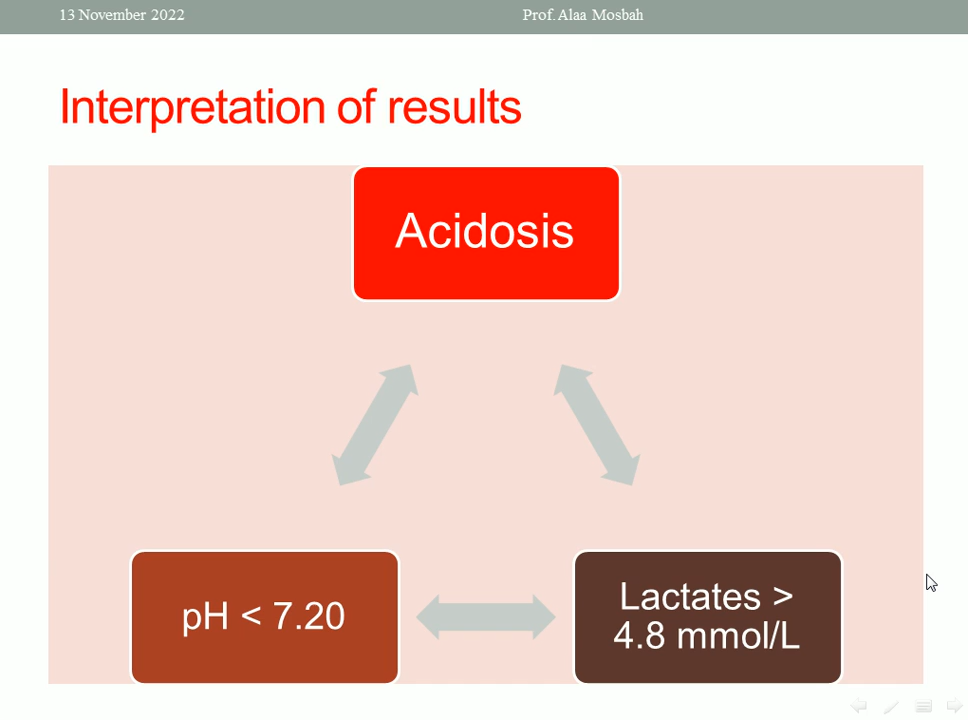 13 November 2022
Prof. Alaa Mosbah
Interpretation of results
Acidosis
pH < 7.20
Lactates >
4.8 mmol/L